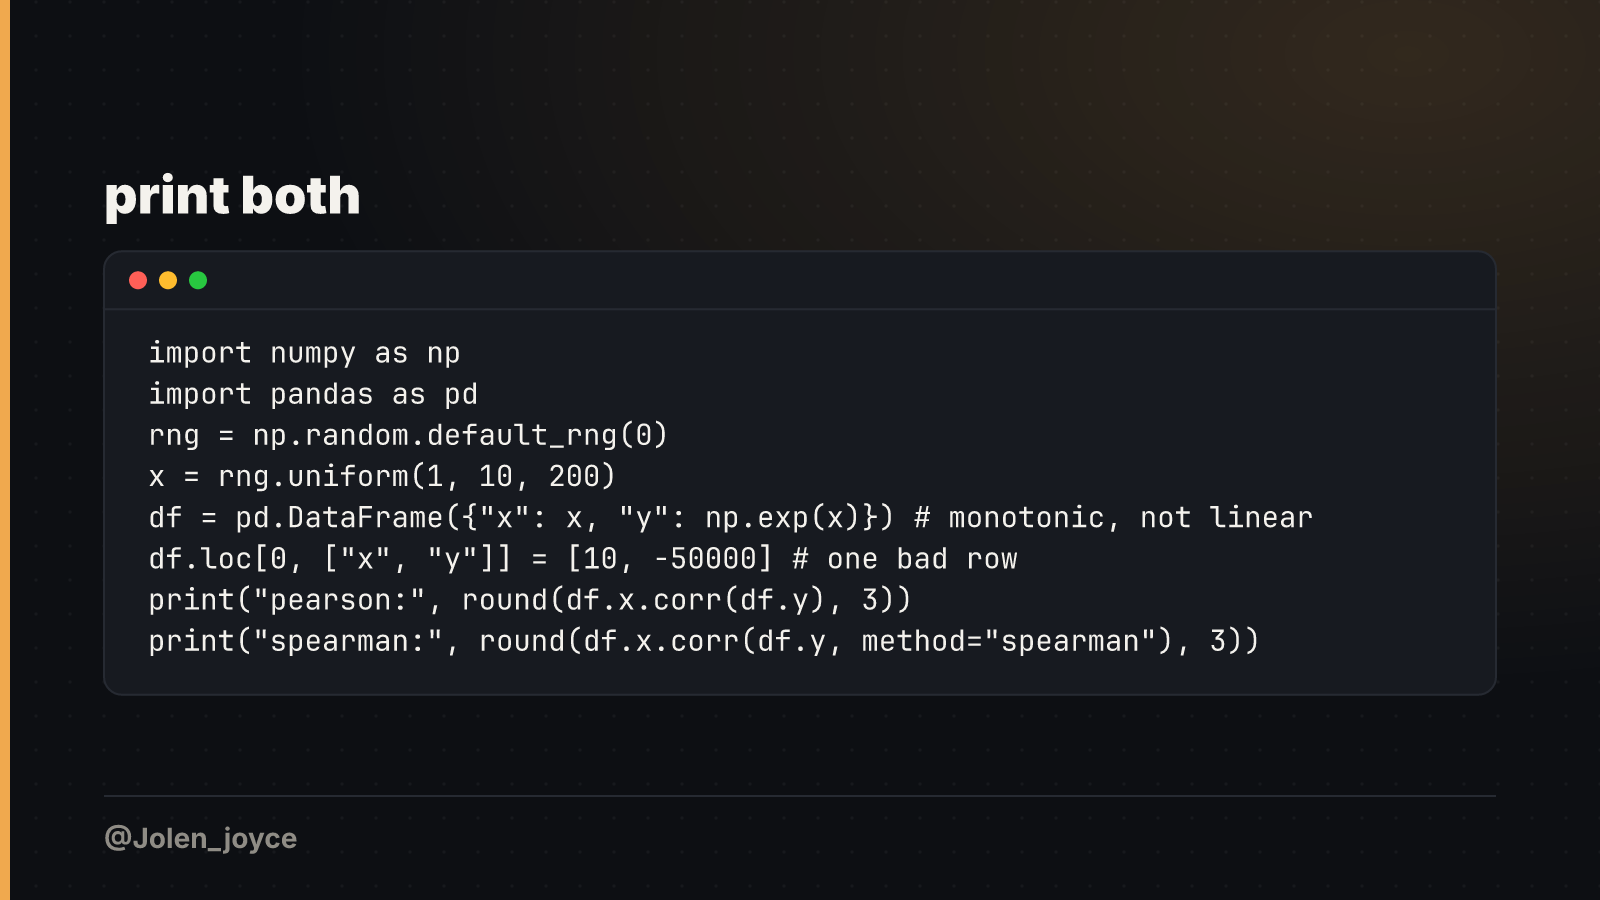 print both
import numpy as np
import pandas as pd
rng = np.random.default_rng(0)
x = rng.uniform(1, 10, 200)
df = pd.DataFrame({"x": x, "y": np.exp(x)}) # monotonic, not linear
df.loc[0, ["x", "y"]] = [10, -50000] # one bad row
print("pearson:", round(df.x.corr(df.y), 3))
print("spearman:", round(df.x.corr(df.y, method="spearman"), 3))
@Jolen_joyce